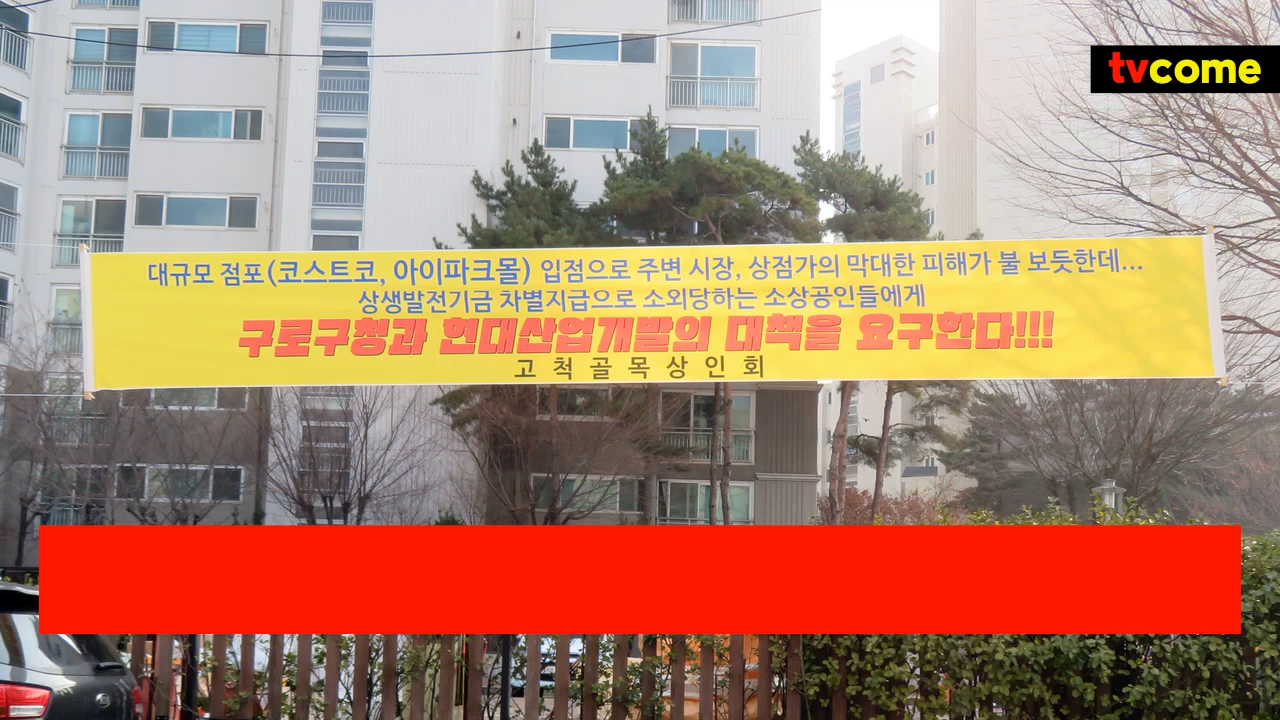 tvcome
대규모 점포(코스트코, 아이파크몰) 입점으로 주변 시장, 상점가의 막대한 피해가 불 보듯한데...
상생발전기금 차별지급으로 소외당하는 소상공인들에게
구로구청과 현대산업개발의 대책을 요구한다!!!
고척골목상인회